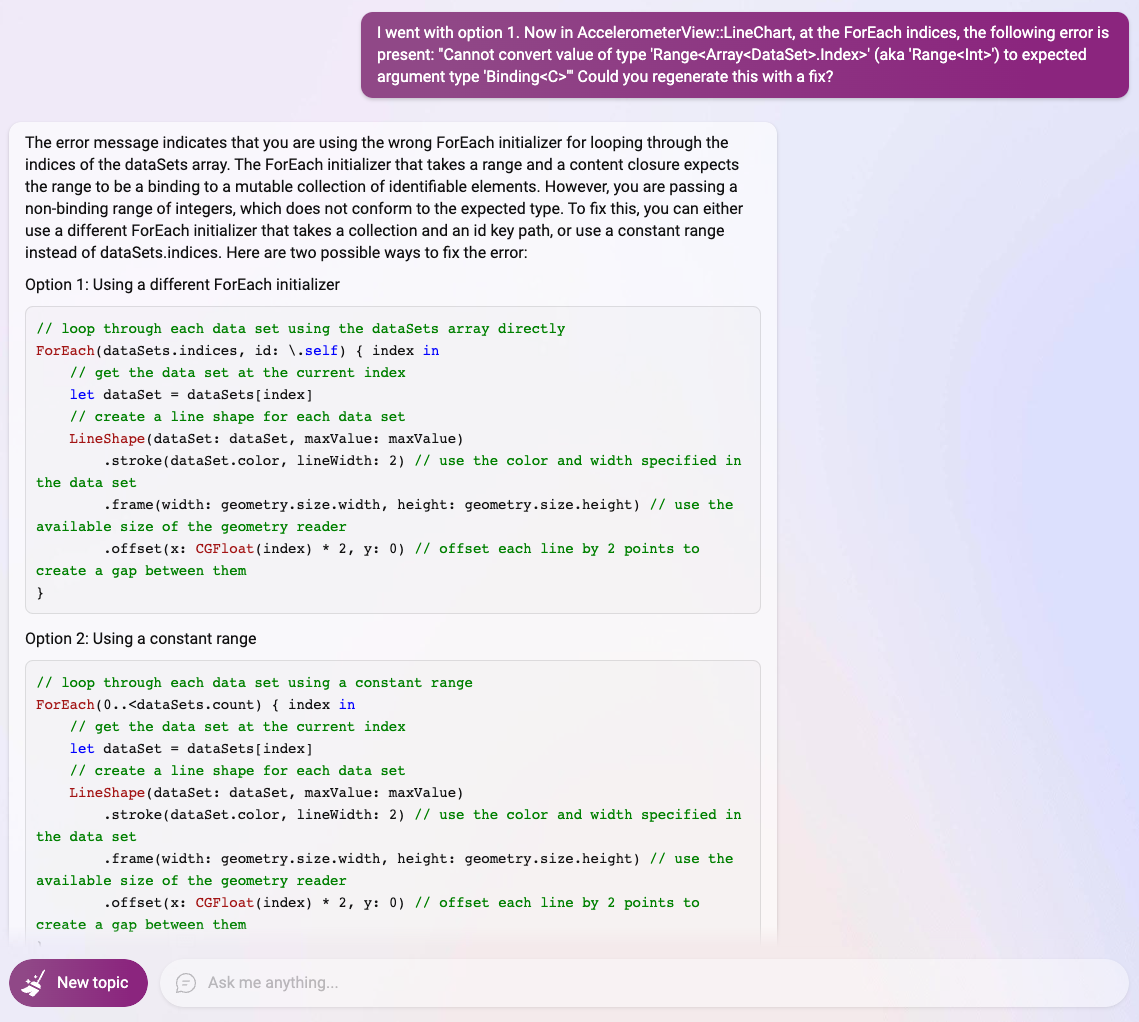 I went with option 1. Now in AccelerometerView::LineChart, at the ForEach indices, the following error is
present: "Cannot convert value of type 'Range<Array<DataSet>.Index>' (aka 'Range<Int>') to expected
argument type 'Binding<C>'" Could you regenerate this with a fix?
The error message indicates that you are using the wrong ForEach initializer for looping through the
indices of the dataSets array. The ForEach initializer that takes a range and a content closure expects
the range to be a binding to a mutable collection of identifiable elements. However, you are passing a
non-binding range of integers, which does not conform to the expected type. To fix this, you can either
use a different ForEach initializer that takes a collection and an id key path, or use a constant range
instead of dataSets.indices. Here are two possible ways to fix the error:
Option 1: Using a different ForEach initializer
// loop through each data set using the dataSets array directly
ForEach(dataSets.indices, id: \.self) { index in
    // get the data set at the current index
    let dataSet = dataSets[index]
    // create a line shape for each data set
    LineShape(dataSet: dataSet, maxValue: maxValue)
        .stroke(dataSet.color, lineWidth: 2) // use the color and width specified in
the data set
        .frame(width: geometry.size.width, height: geometry.size.height) // use the
available size of the geometry reader
        .offset(x: CGFloat(index) * 2, y: 0) // offset each line by 2 points to
create a gap between them
}
Option 2: Using a constant range
// loop through each data set using a constant range
ForEach(0..<dataSets.count) { index in
    // get the data set at the current index
    let dataSet = dataSets[index]
    // create a line shape for each data set
    LineShape(dataSet: dataSet, maxValue: maxValue)
        .stroke(dataSet.color, lineWidth: 2) // use the color and width specified in
the data set
        .frame(width: geometry.size.width, height: geometry.size.height) // use the
available size of the geometry reader
        .offset(x: CGFloat(index) * 2, y: 0) // offset each line by 2 points to
create a gap between them
New topic
Ask me anything...